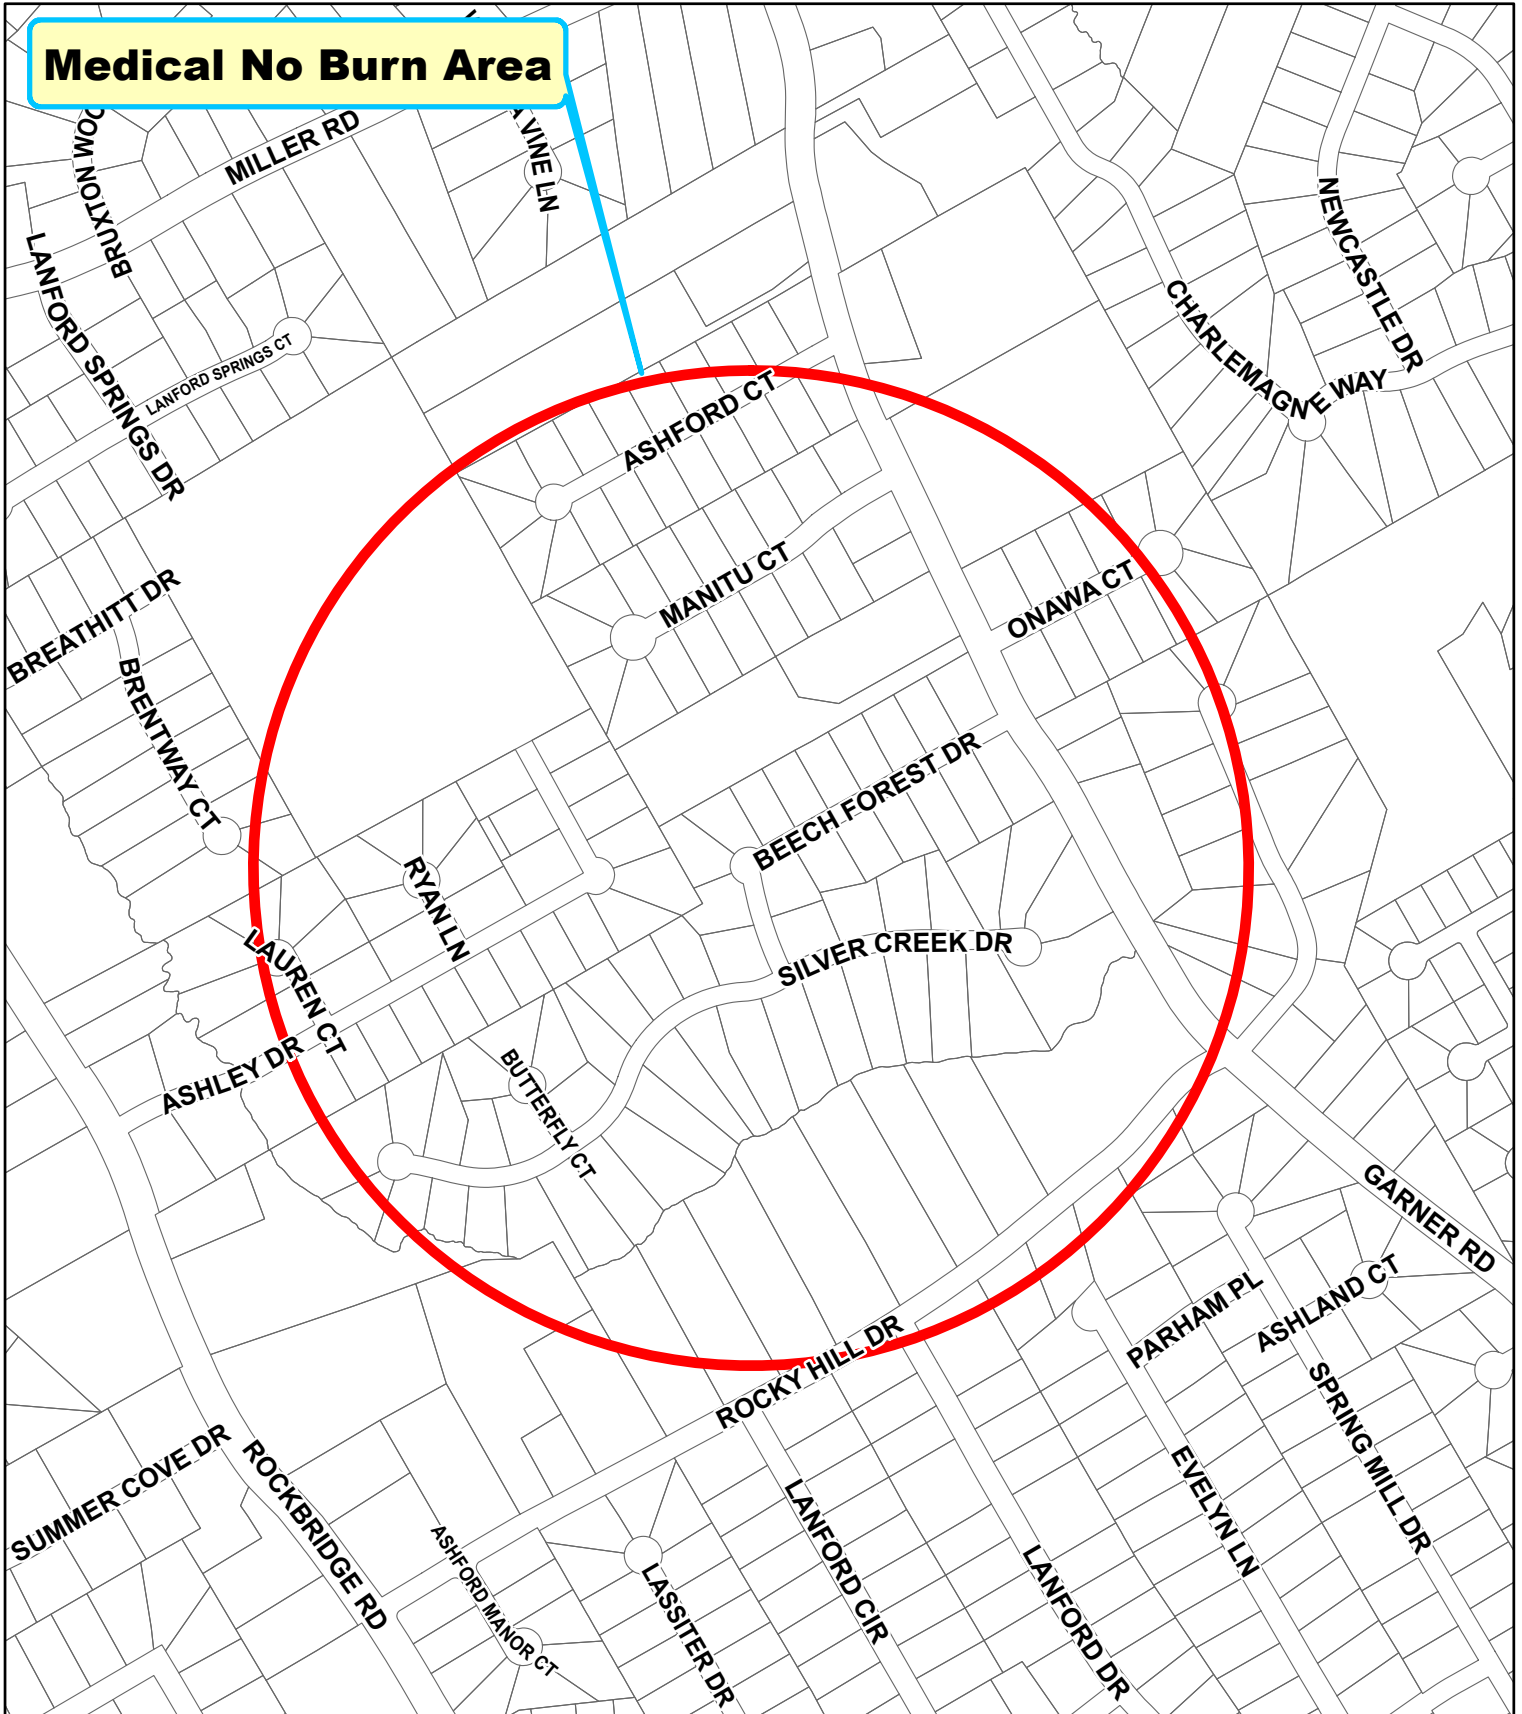 Medical No Burn Area
MILLER RD
VINE LN
BRUXTON
LANFORD SPRINGS DR
LANFORD SPRINGS CT
NEWCASTLE DR
CHARLEMAGNE WAY
ASHFORD CT
MANITU CT
ONAWA CT
BREATHITT DR
BRENTWAY CT
BEECH FOREST DR
RYAN LN
SILVER CREEK DR
LAUREN CT
ASHLEY DR
BUTTERFLY CT
GARNER RD
PARHAM PL
ASHLAND CT
ROCKY HILL DR
SPRING MILL DR
SUMMER COVE DR
ROCKBRIDGE RD
EVELYN LN
ASHFORD MANOR CT
LANFORD CIR
LANFORD DR
LASSITER DR